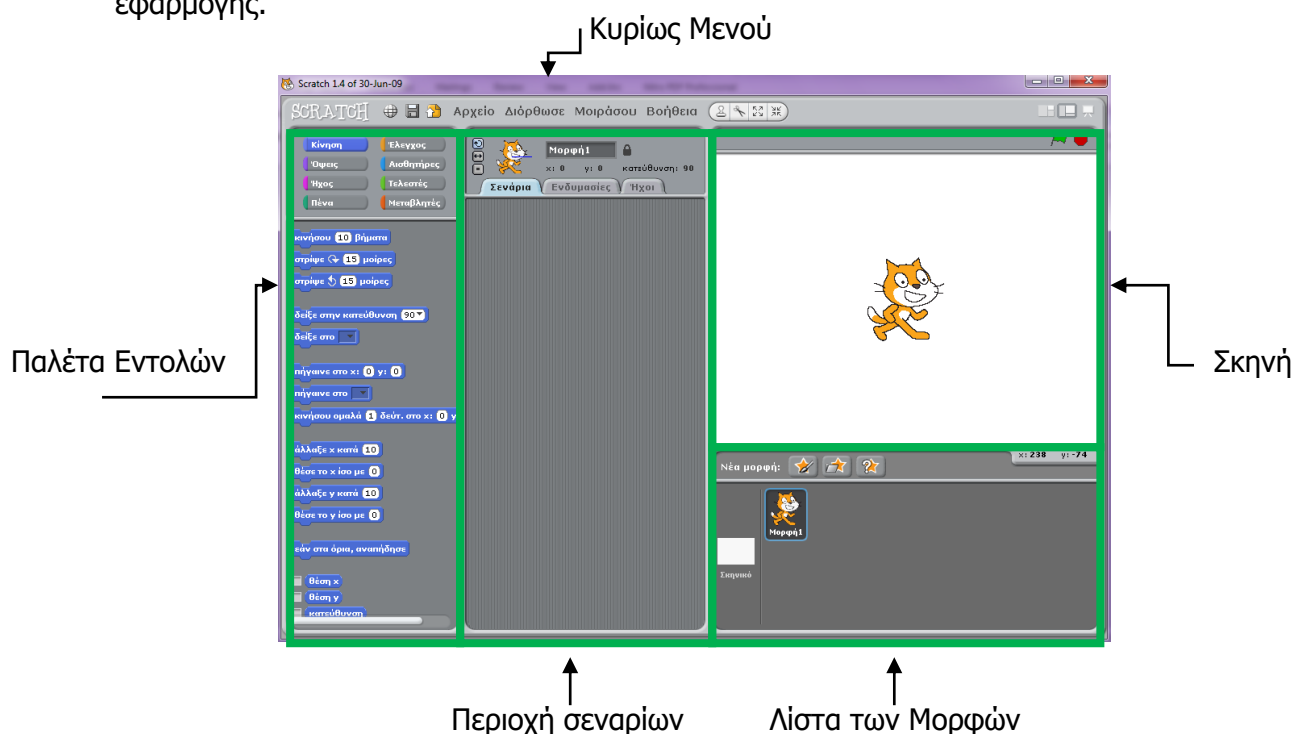 εφαρμογής.
Κυρίως Μενού
Scratch 1.4 of 30-Jun-09
SCRATCH Αρχείο Διόρθωσε Μοιράσου Βοήθεια
Κίνηση Έλεγχος
Όψεις Αισθητήρες
Ήχος Τελεστές
Πένα Μεταβλητές
κινήσου 10 βήματα
στρίψε 15 μοίρες
στρίψε 15 μοίρες
δείξε στην κατεύθυνση 90
δείξε στο
πήγαινε στο x: 0 y: 0
πήγαινε στο
κινήσου ομαλά 1 δεύτ. στο x: 0 y
άλλαξε x κατά 10
θέσε το x ίσο με 0
άλλαξε y κατά 10
θέσε το y ίσο με 0
εάν στα όρια, αναπήδησε
θέση x
θέση y
κατεύθυνση
Μορφή1
x: 0 y: 0 κατεύθυνση: 90
Σενάρια Ενδυμασίες Ήχοι
x: 238 y: -74
Νέα μορφή:
Μορφή1
Σκηνικό
Παλέτα Εντολών
Σκηνή
Περιοχή σεναρίων
Λίστα των Μορφών